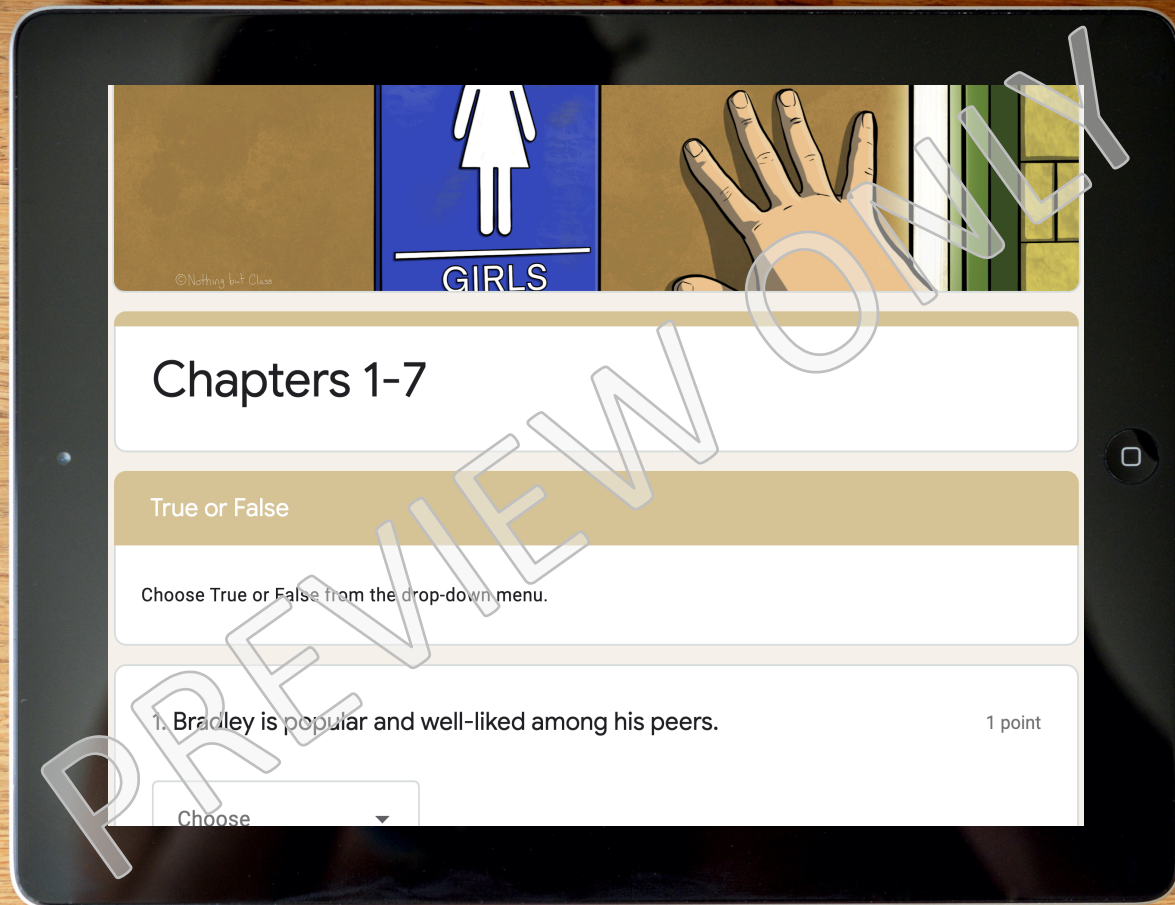 GIRLS
©Nothing but Class
Chapters 1-7
True or False
Choose True or False from the drop-down menu.
1. Bradley is popular and well-liked among his peers.
1 point
Choose
PREVIEW ONLY